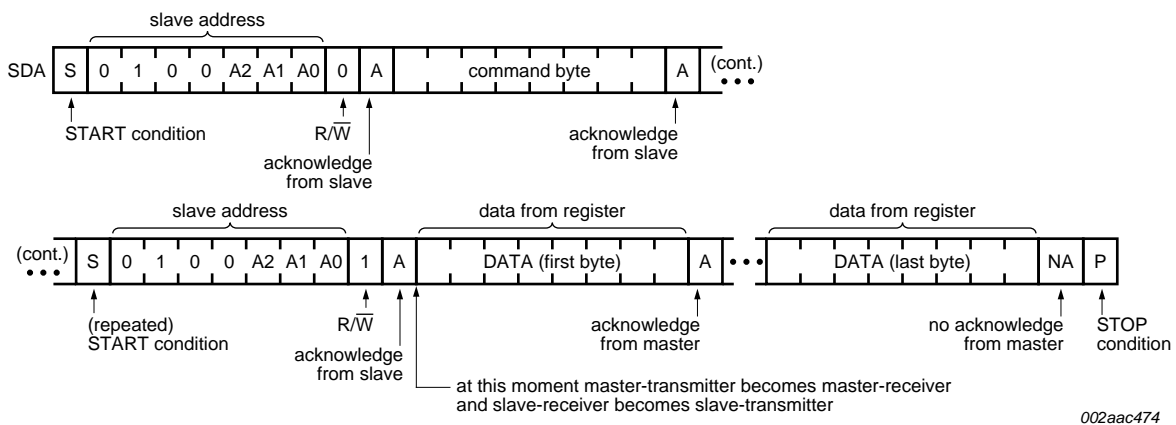 slave address
SDA S 0 1 0 0 A2 A1 A0 0 A command byte A (cont.)
START condition R/W̅ acknowledge
acknowledge from slave
from slave
slave address data from register data from register
(cont.) S 0 1 0 0 A2 A1 A0 1 A DATA (first byte) A DATA (last byte) NA P
(repeated) R/W̅ acknowledge no acknowledge STOP
START condition acknowledge from master from master condition
from slave
at this moment master-transmitter becomes master-receiver
and slave-receiver becomes slave-transmitter
002aac474